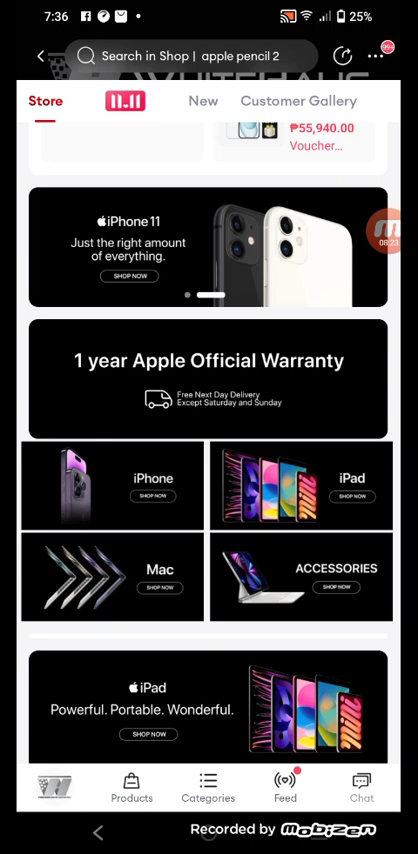 7:36
25%
Search in Shop | apple pencil 2
99+
Store
11.11
New
Customer Gallery
₱55,940.00
Voucher...
iPhone 11
Just the right amount
of everything.
SHOP NOW
08:23
1 year Apple Official Warranty
Free Next Day Delivery
Except Saturday and Sunday
iPhone
SHOP NOW
iPad
SHOP NOW
Mac
SHOP NOW
ACCESSORIES
SHOP NOW
iPad
Powerful. Portable. Wonderful.
SHOP NOW
Products
Categories
Feed
Chat
Recorded by mobizen